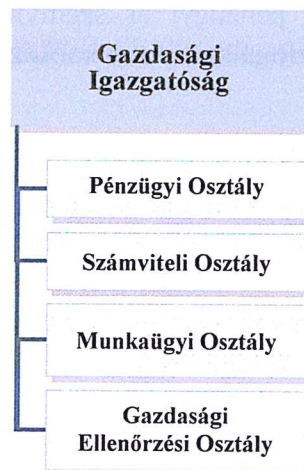 Gazdasági
Igazgatóság
Pénzügyi Osztály
Számviteli Osztály
Munkaügyi Osztály
Gazdasági
Ellenőrzési Osztály